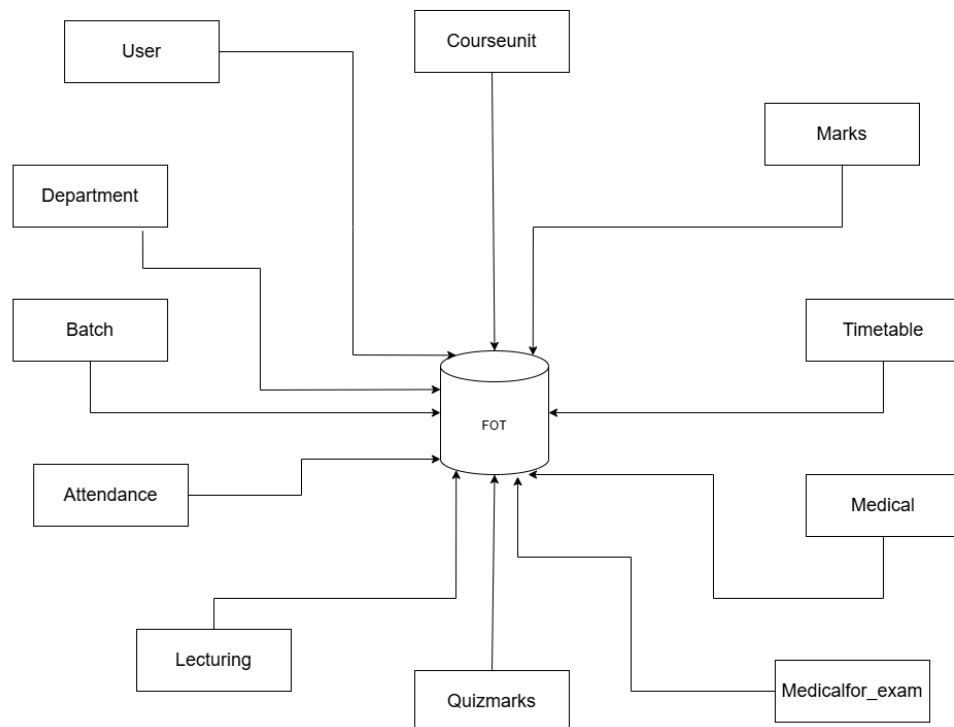 User
Courseunit
Marks
Department
Batch
Timetable
FOT
Attendance
Medical
Lecturing
Quizmarks
Medicalfor_exam